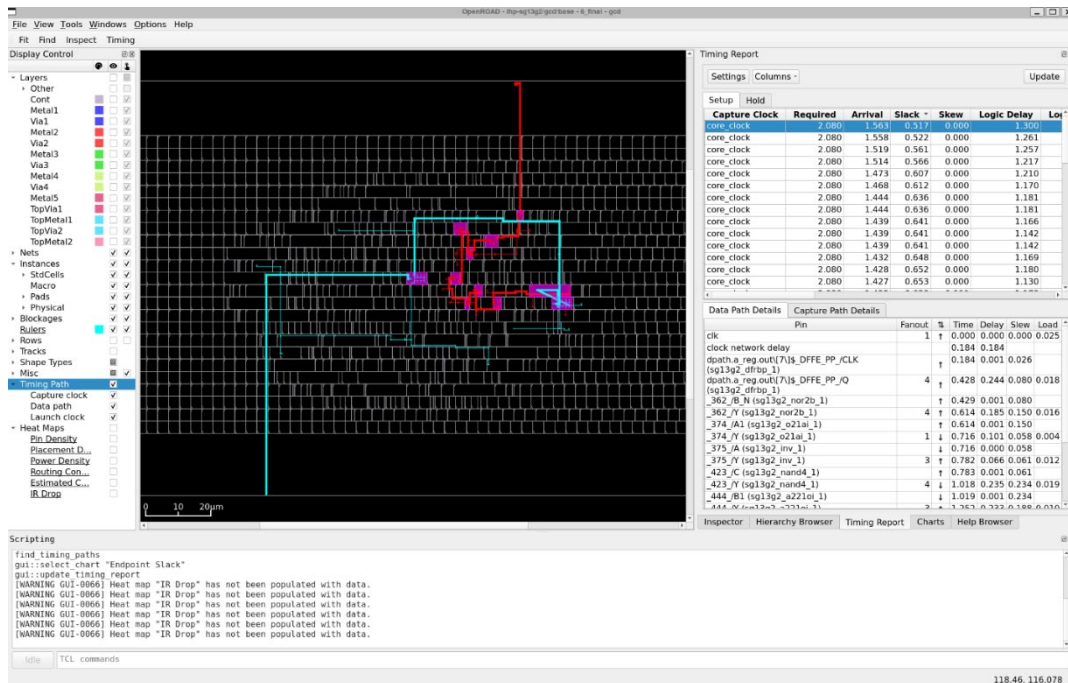 OpenROAD - ihp-sg13g2/gcd/base - 6_final - gcd
File View Tools Windows Options Help
Fit Find Inspect Timing
Display Control
Layers
Other
Cont
Metal1
Via1
Metal2
Via2
Metal3
Via3
Metal4
Via4
Metal5
TopVia1
TopMetal1
TopVia2
TopMetal2
Nets
Instances
StdCells
Macro
Pads
Physical
Blockages
Rulers
Rows
Tracks
Shape Types
Misc
Timing Path
Capture clock
Data path
Launch clock
Heat Maps
Pin Density
Placement D...
Power Density
Routing Con...
Estimated C...
IR Drop
0 10 20μm
Timing Report
Settings Columns Update
Setup Hold
Capture Clock Required Arrival Slack Skew Logic Delay
core_clock 2.080 1.563 0.517 0.000 1.300
core_clock 2.080 1.558 0.522 0.000 1.261
core_clock 2.080 1.519 0.561 0.000 1.257
core_clock 2.080 1.514 0.566 0.000 1.217
core_clock 2.080 1.473 0.607 0.000 1.210
core_clock 2.080 1.468 0.612 0.000 1.170
core_clock 2.080 1.444 0.636 0.000 1.181
core_clock 2.080 1.444 0.636 0.000 1.181
core_clock 2.080 1.439 0.641 0.000 1.166
core_clock 2.080 1.439 0.641 0.000 1.142
core_clock 2.080 1.439 0.641 0.000 1.142
core_clock 2.080 1.432 0.648 0.000 1.169
core_clock 2.080 1.428 0.652 0.000 1.180
core_clock 2.080 1.427 0.653 0.000 1.130
Data Path Details Capture Path Details
Pin Fanout ⇅ Time Delay Slew Load
clk 1 ↑ 0.000 0.000 0.000 0.025
clock network delay 0.184 0.184
dpath.a_reg.out\[7\]$_DFFE_PP_/CLK
(sg13g2_dfrbp_1) ↑ 0.184 0.001 0.026
dpath.a_reg.out\[7\]$_DFFE_PP_/Q
(sg13g2_dfrbp_1) 4 ↑ 0.428 0.244 0.080 0.018
_362_/B_N (sg13g2_nor2b_1) ↑ 0.429 0.001 0.080
_362_/Y (sg13g2_nor2b_1) 4 ↑ 0.614 0.185 0.150 0.016
_374_/A1 (sg13g2_o21ai_1) ↑ 0.614 0.001 0.150
_374_/Y (sg13g2_o21ai_1) 1 ↓ 0.716 0.101 0.058 0.004
_375_/A (sg13g2_inv_1) ↓ 0.716 0.000 0.058
_375_/Y (sg13g2_inv_1) 3 ↑ 0.782 0.066 0.061 0.012
_423_/C (sg13g2_nand4_1) ↑ 0.783 0.001 0.061
_423_/Y (sg13g2_nand4_1) 4 ↓ 1.018 0.235 0.234 0.019
_444_/B1 (sg13g2_a221oi_1) ↓ 1.019 0.001 0.234
Inspector Hierarchy Browser Timing Report Charts Help Browser
Scripting
find_timing_paths
gui::select_chart "Endpoint Slack"
gui::update_timing_report
[WARNING GUI-0066] Heat map "IR Drop" has not been populated with data.
[WARNING GUI-0066] Heat map "IR Drop" has not been populated with data.
[WARNING GUI-0066] Heat map "IR Drop" has not been populated with data.
[WARNING GUI-0066] Heat map "IR Drop" has not been populated with data.
[WARNING GUI-0066] Heat map "IR Drop" has not been populated with data.
[WARNING GUI-0066] Heat map "IR Drop" has not been populated with data.
Idle TCL commands
118.46, 116.078